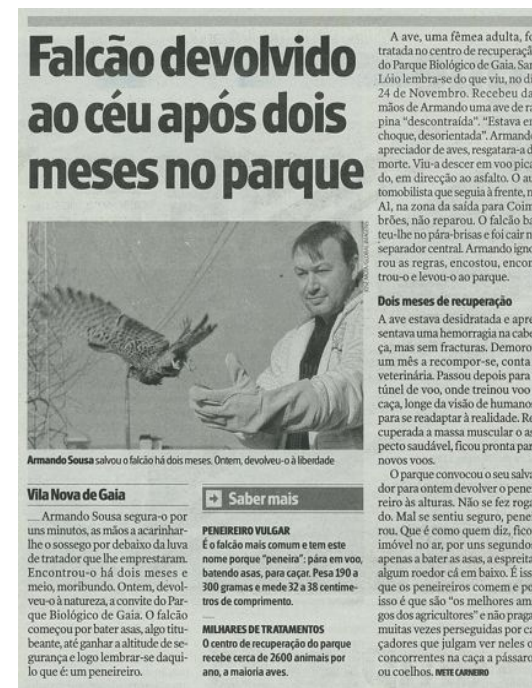 Falcão devolvido
ao céu após dois
meses no parque
Armando Sousa salvou o falcão há dois meses. Ontem, devolveu-o à liberdade
Vila Nova de Gaia
Armando Sousa segura-o por
uns minutos, as mãos a acarinhar-
lhe o sossego por debaixo da luva
de tratador que lhe emprestaram.
Encontrou-o há dois meses e
meio, moribundo. Ontem, devol-
veu-o à natureza, a convite do Par-
que Biológico de Gaia. O falcão
começou por bater asas, algo titu-
beante, até ganhar a altitude de se-
gurança e logo lembrar-se daqui-
lo que é: um peneireiro.
Saber mais
PENEIREIRO VULGAR
É o falcão mais comum e tem este
nome porque "peneira": pára em voo,
batendo asas, para caçar. Pesa 190 a
300 gramas e mede 32 a 38 centíme-
tros de comprimento.
MILHARES DE TRATAMENTOS
O centro de recuperação do parque
recebe cerca de 2600 animais por
ano, a maioria aves.
A ave, uma fêmea adulta, fo
tratada no centro de recuperaçã
do Parque Biológico de Gaia. Sar
Lóio lembra-se do que viu, no di
24 de Novembro. Recebeu da
mãos de Armando uma ave de ra
pina "descontraída". "Estava en
choque, desorientada". Armando
apreciador de aves, resgatara-a d
morte. Viu-a descer em voo pica
do, em direcção ao asfalto. O au
tomobilista que seguia à frente, n
A1, na zona da saída para Coim
brões, não reparou. O falcão ba
teu-lhe no pára-brisas e foi cair n
separador central. Armando igno
rou as regras, encostou, encon
trou-o e levou-o ao parque.
Dois meses de recuperação
A ave estava desidratada e apre
sentava uma hemorragia na cabe
ça, mas sem fracturas. Demoro
um mês a recompor-se, conta
veterinária. Passou depois para
túnel de voo, onde treinou voo
caça, longe da visão de humanos
para se readaptar à realidade. Re
cuperada a massa muscular o as
pecto saudável, ficou pronta par
novos voos.
O parque convocou o seu salva
dor para ontem devolver o penei
reiro às alturas. Não se fez roga
do. Mal se sentiu seguro, penei
rou. Que é como quem diz, fico
imóvel no ar, por uns segundos
apenas a bater as asas, a espreita
algum roedor cá em baixo. É iss
que os peneireiros comem e po
isso é que são "os melhores ami
gos dos agricultores" e não praga
muitas vezes perseguidas por ca
çadores que julgam ver neles o
concorrentes na caça a pássaro
ou coelhos. IVETE CARNEIRO